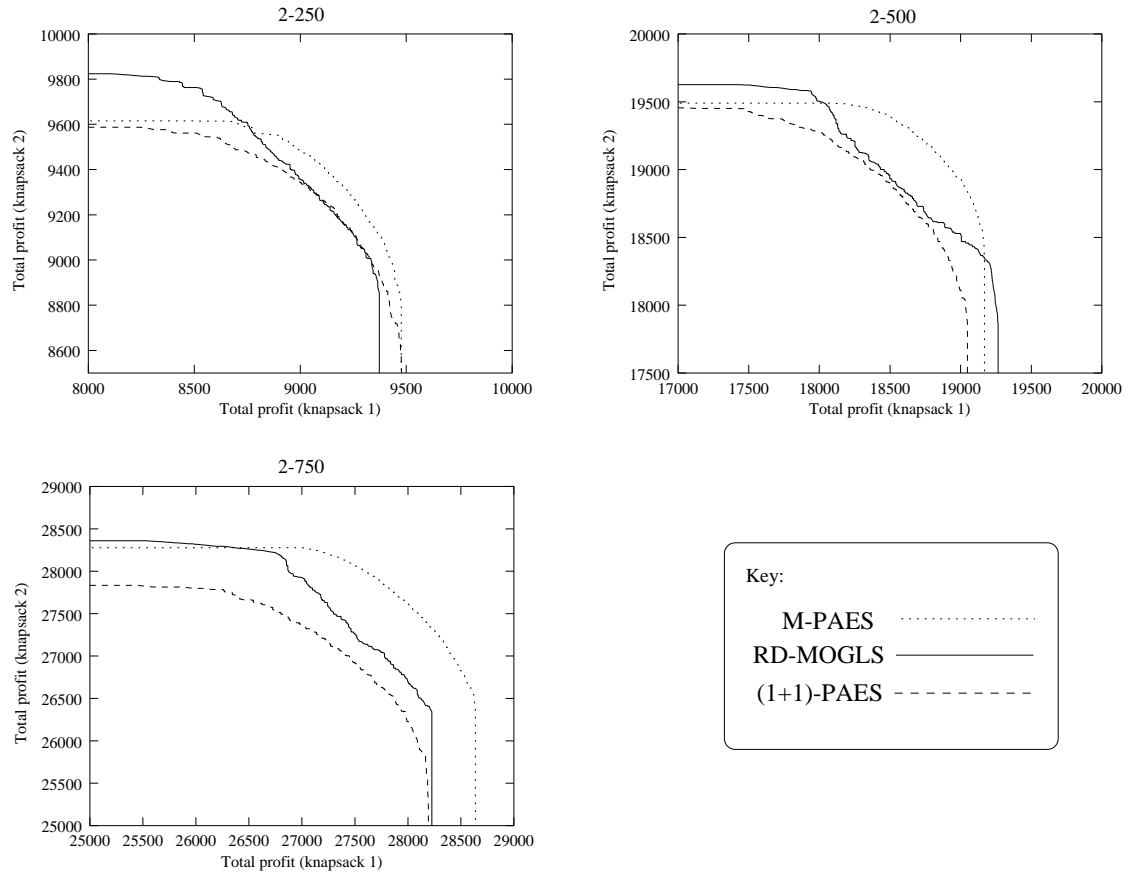 2-250
10000
9800
9600
9400
9200
9000
8800
8600
Total profit (knapsack 2)
8000 8500 9000 9500 10000
Total profit (knapsack 1)
2-500
20000
19500
19000
18500
18000
17500
Total profit (knapsack 2)
17000 17500 18000 18500 19000 19500 20000
Total profit (knapsack 1)
2-750
29000
28500
28000
27500
27000
26500
26000
25500
25000
Total profit (knapsack 2)
25000 25500 26000 26500 27000 27500 28000 28500 29000
Total profit (knapsack 1)
Key:
M-PAES
RD-MOGLS
(1+1)-PAES